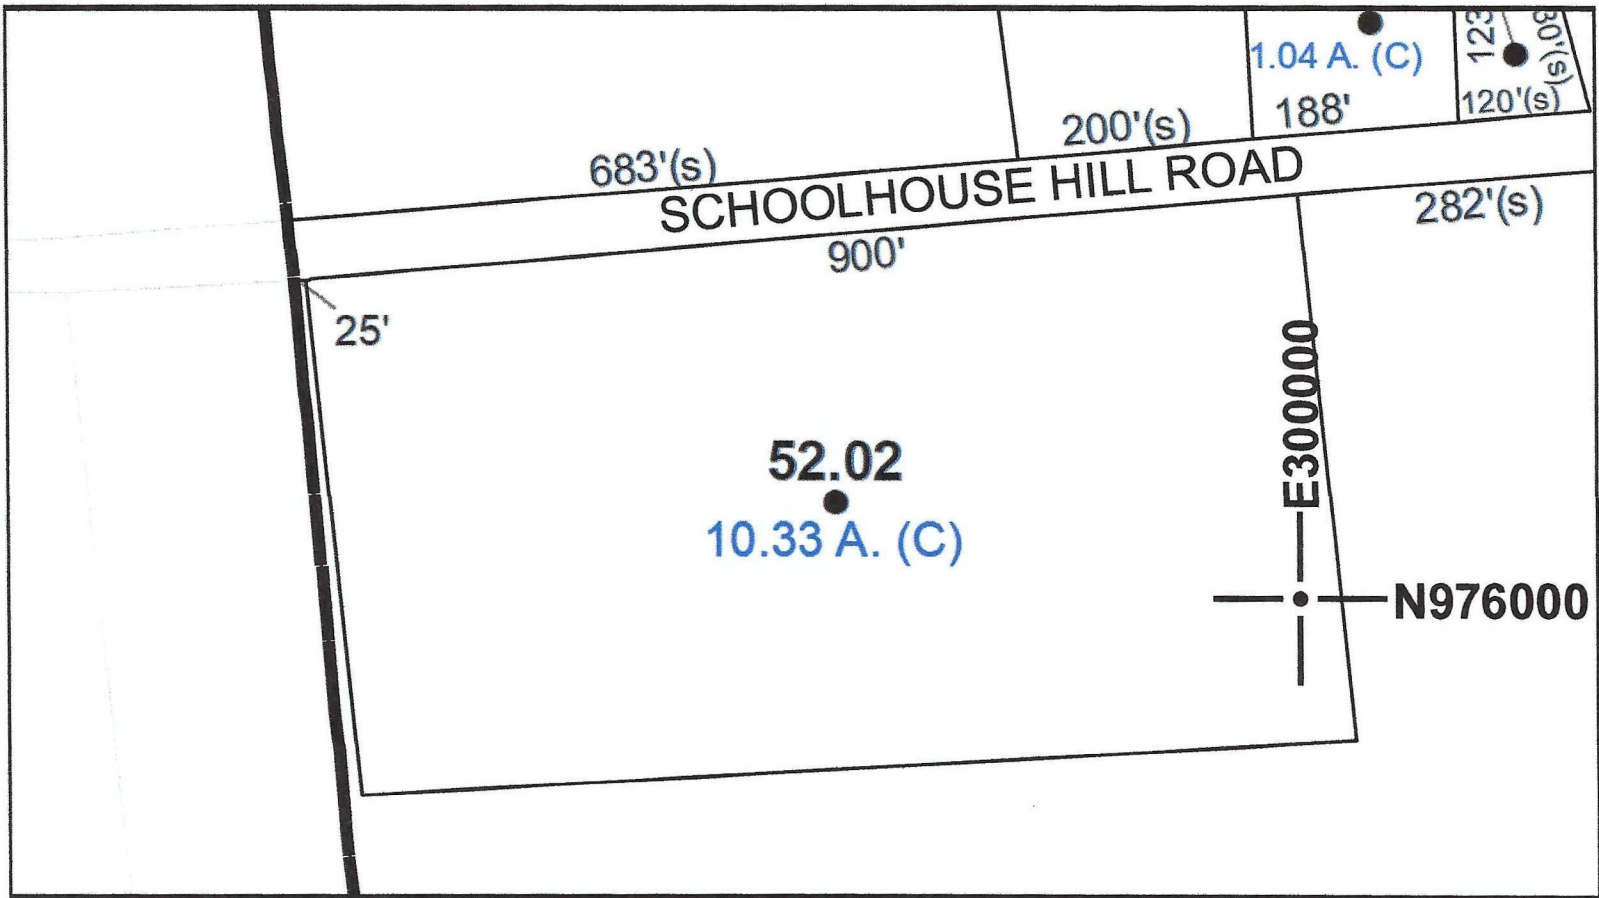 123
30'(s)
1.04 A. (C)
120'(s)
188'
200'(s)
683'(s)
SCHOOLHOUSE HILL ROAD
282'(s)
900'
25'
E300000
52.02
10.33 A. (C)
N976000